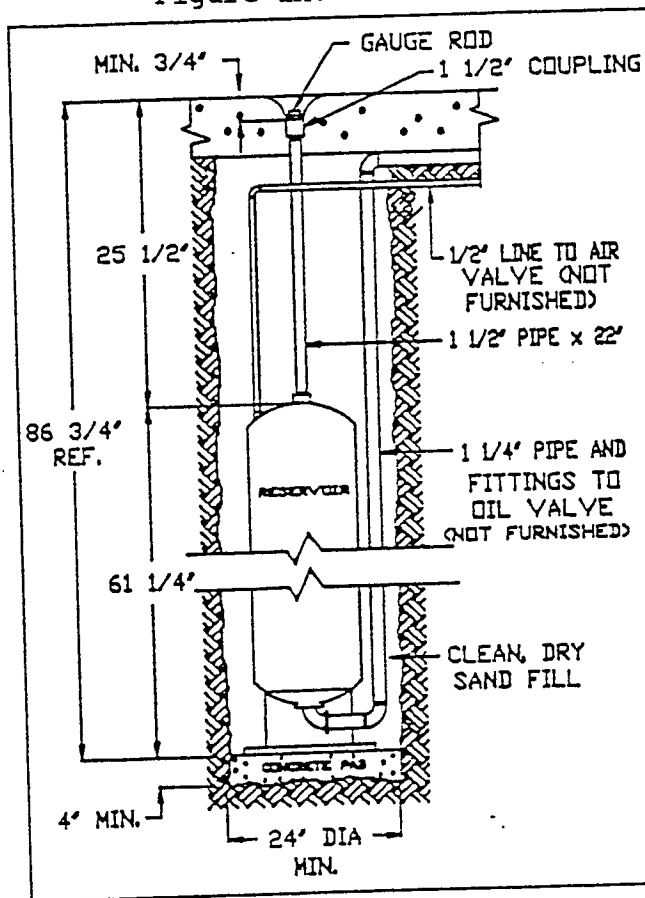 GAUGE ROD
MIN. 3/4"
1 1/2" COUPLING
25 1/2"
1/2" LINE TO AIR
VALVE (NOT
FURNISHED)
1 1/2" PIPE x 22"
86 3/4"
REF.
RESERVOIR
1 1/4" PIPE AND
FITTINGS TO
OIL VALVE
(NOT FURNISHED)
61 1/4"
CLEAN, DRY
SAND FILL
CONCRETE PAD
4" MIN.
24" DIA
MIN.